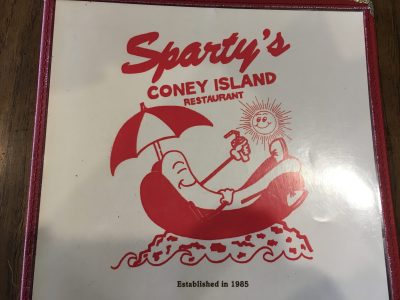 Sparty's
CONEY ISLAND
RESTAURANT
Established in 1985